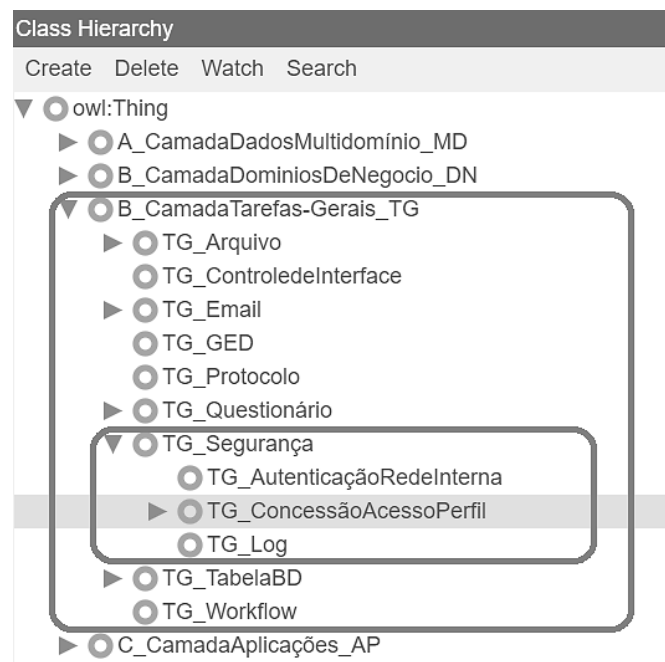 Class Hierarchy
Create Delete Watch Search
owl:Thing
A_CamadaDadosMultidomínio_MD
B_CamadaDominiosDeNegocio_DN
B_CamadaTarefas-Gerais_TG
TG_Arquivo
TG_ControledeInterface
TG_Email
TG_GED
TG_Protocolo
TG_Questionário
TG_Segurança
TG_AutenticaçãoRedeInterna
TG_ConcessãoAcessoPerfil
TG_Log
TG_TabelaBD
TG_Workflow
C_CamadaAplicações_AP